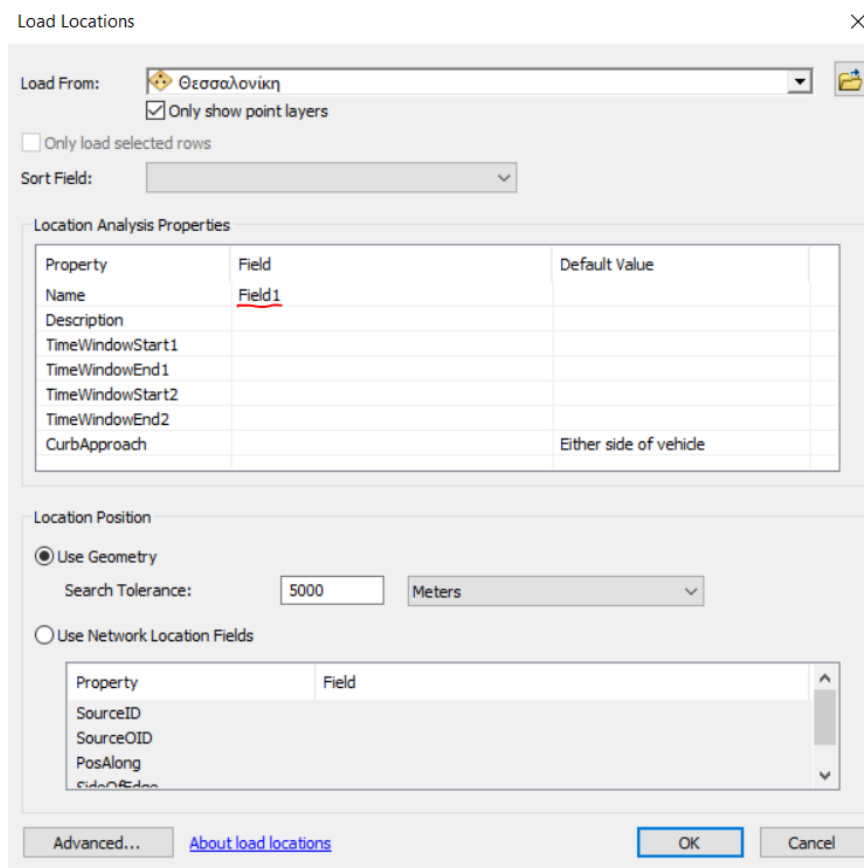 Load Locations
Load From: Θεσσαλονίκη
Only show point layers
Only load selected rows
Sort Field:
Location Analysis Properties
Property Field Default Value
Name Field1
Description
TimeWindowStart1
TimeWindowEnd1
TimeWindowStart2
TimeWindowEnd2
CurbApproach Either side of vehicle
Location Position
Use Geometry
Search Tolerance: 5000 Meters
Use Network Location Fields
Property Field
SourceID
SourceOID
PosAlong
SideOfEdge
Advanced... About load locations OK Cancel